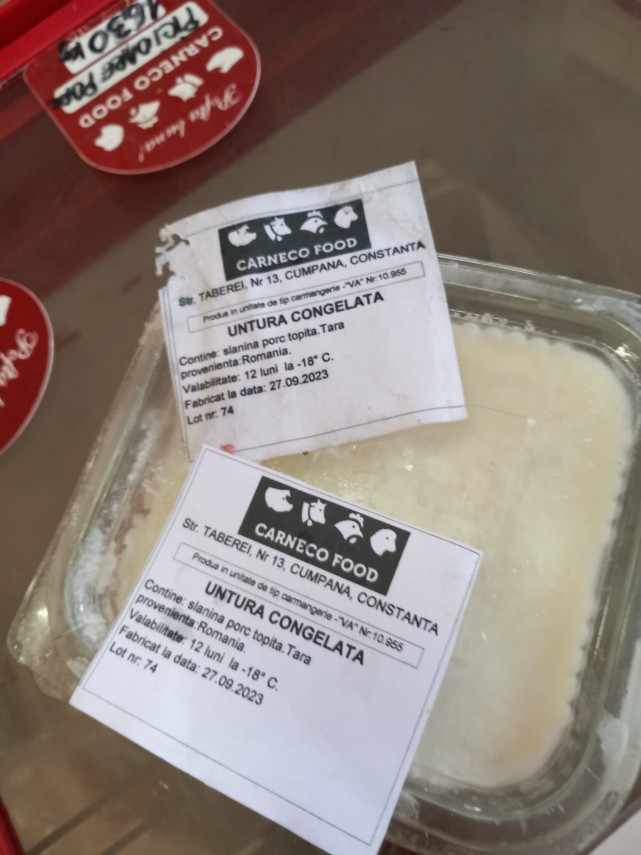 1630 kg
PICIOARE POR
CARNECO FOOD
Pofta buna!
CARNECO FOOD
Str. TABEREI, Nr 13, CUMPANA, CONSTANTA
Produs in unitate de tip carmangerie -"VA" Nr:10.955
UNTURA CONGELATA
Contine: slanina porc topita.Tara
provenienta:Romania.
Valabilitate: 12 luni la -18° C.
Fabricat la data: 27.09.2023
Lot nr: 74
CARNECO FOOD
Str. TABEREI, Nr 13, CUMPANA, CONSTANTA
Produs in unitate de tip carmangerie -"VA" Nr:10.955
UNTURA CONGELATA
Contine: slanina porc topita.Tara
provenienta:Romania.
Valabilitate: 12 luni la -18° C.
Fabricat la data: 27.09.2023
Lot nr: 74
Pofta